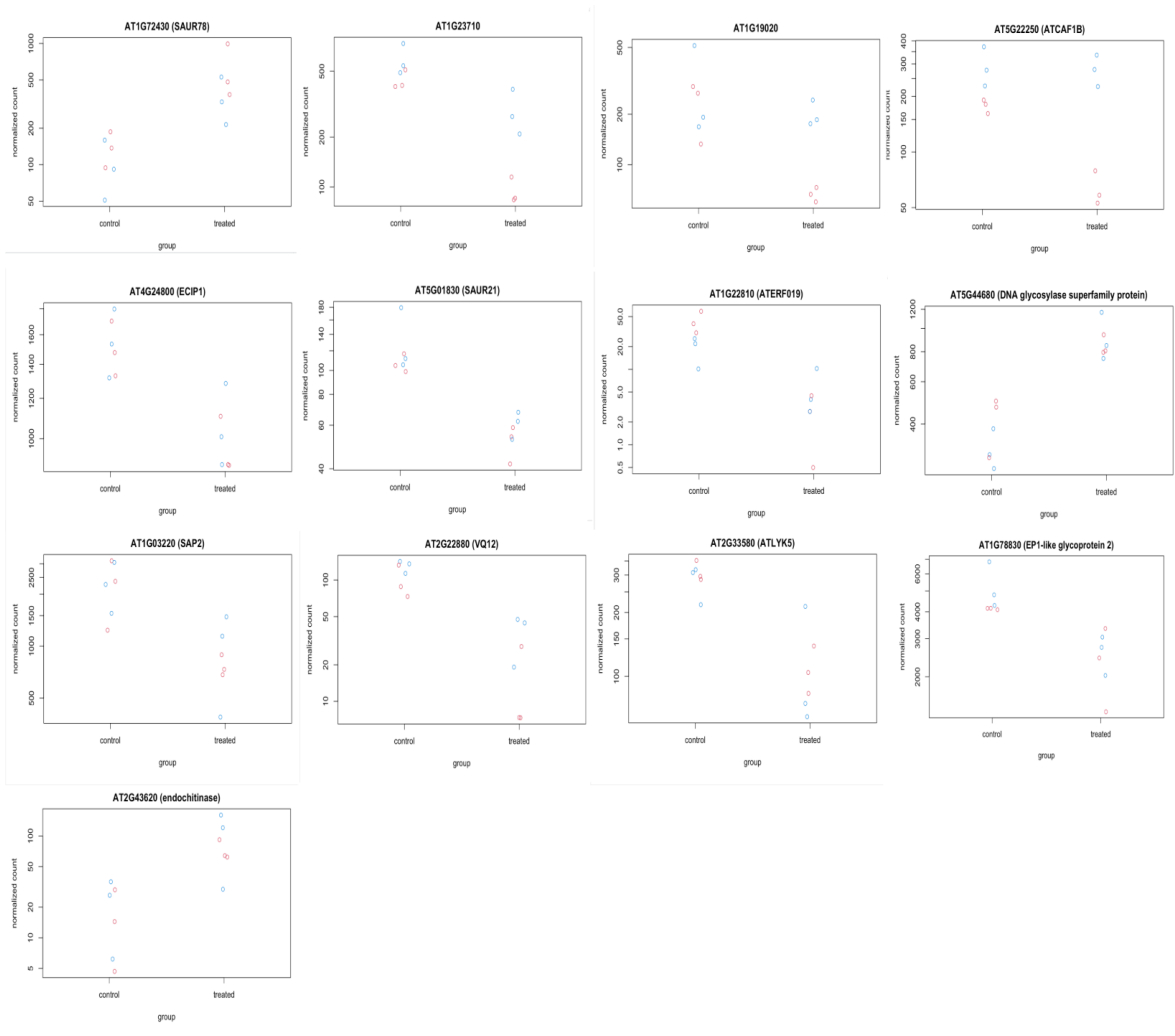 AT1G72430 (SAUR78)
normalized count
1000
500
200
100
50
control
treated
group
AT1G23710
normalized count
500
200
100
control
treated
group
AT1G19020
normalized count
500
200
100
control
treated
group
AT5G22250 (ATCAF1B)
normalized count
400
300
200
150
100
50
control
treated
group
AT4G24800 (ECIP1)
normalized count
1600
1400
1200
1000
control
treated
group
AT5G01830 (SAUR21)
normalized count
180
140
100
80
60
40
control
treated
group
AT1G22810 (ATERF019)
normalized count
50.0
20.0
5.0
2.0
1.0
0.5
control
treated
group
AT5G44680 (DNA glycosylase superfamily protein)
normalized count
1200
800
600
400
control
treated
group
AT1G03220 (SAP2)
normalized count
2500
1500
1000
500
control
treated
group
AT2G22880 (VQ12)
normalized count
100
50
20
10
control
treated
group
AT2G33580 (ATLYK5)
normalized count
300
200
150
100
control
treated
group
AT1G78830 (EP1-like glycoprotein 2)
normalized count
6000
4000
3000
2000
control
treated
group
AT2G43620 (endochitinase)
normalized count
100
50
20
10
5
control
treated
group